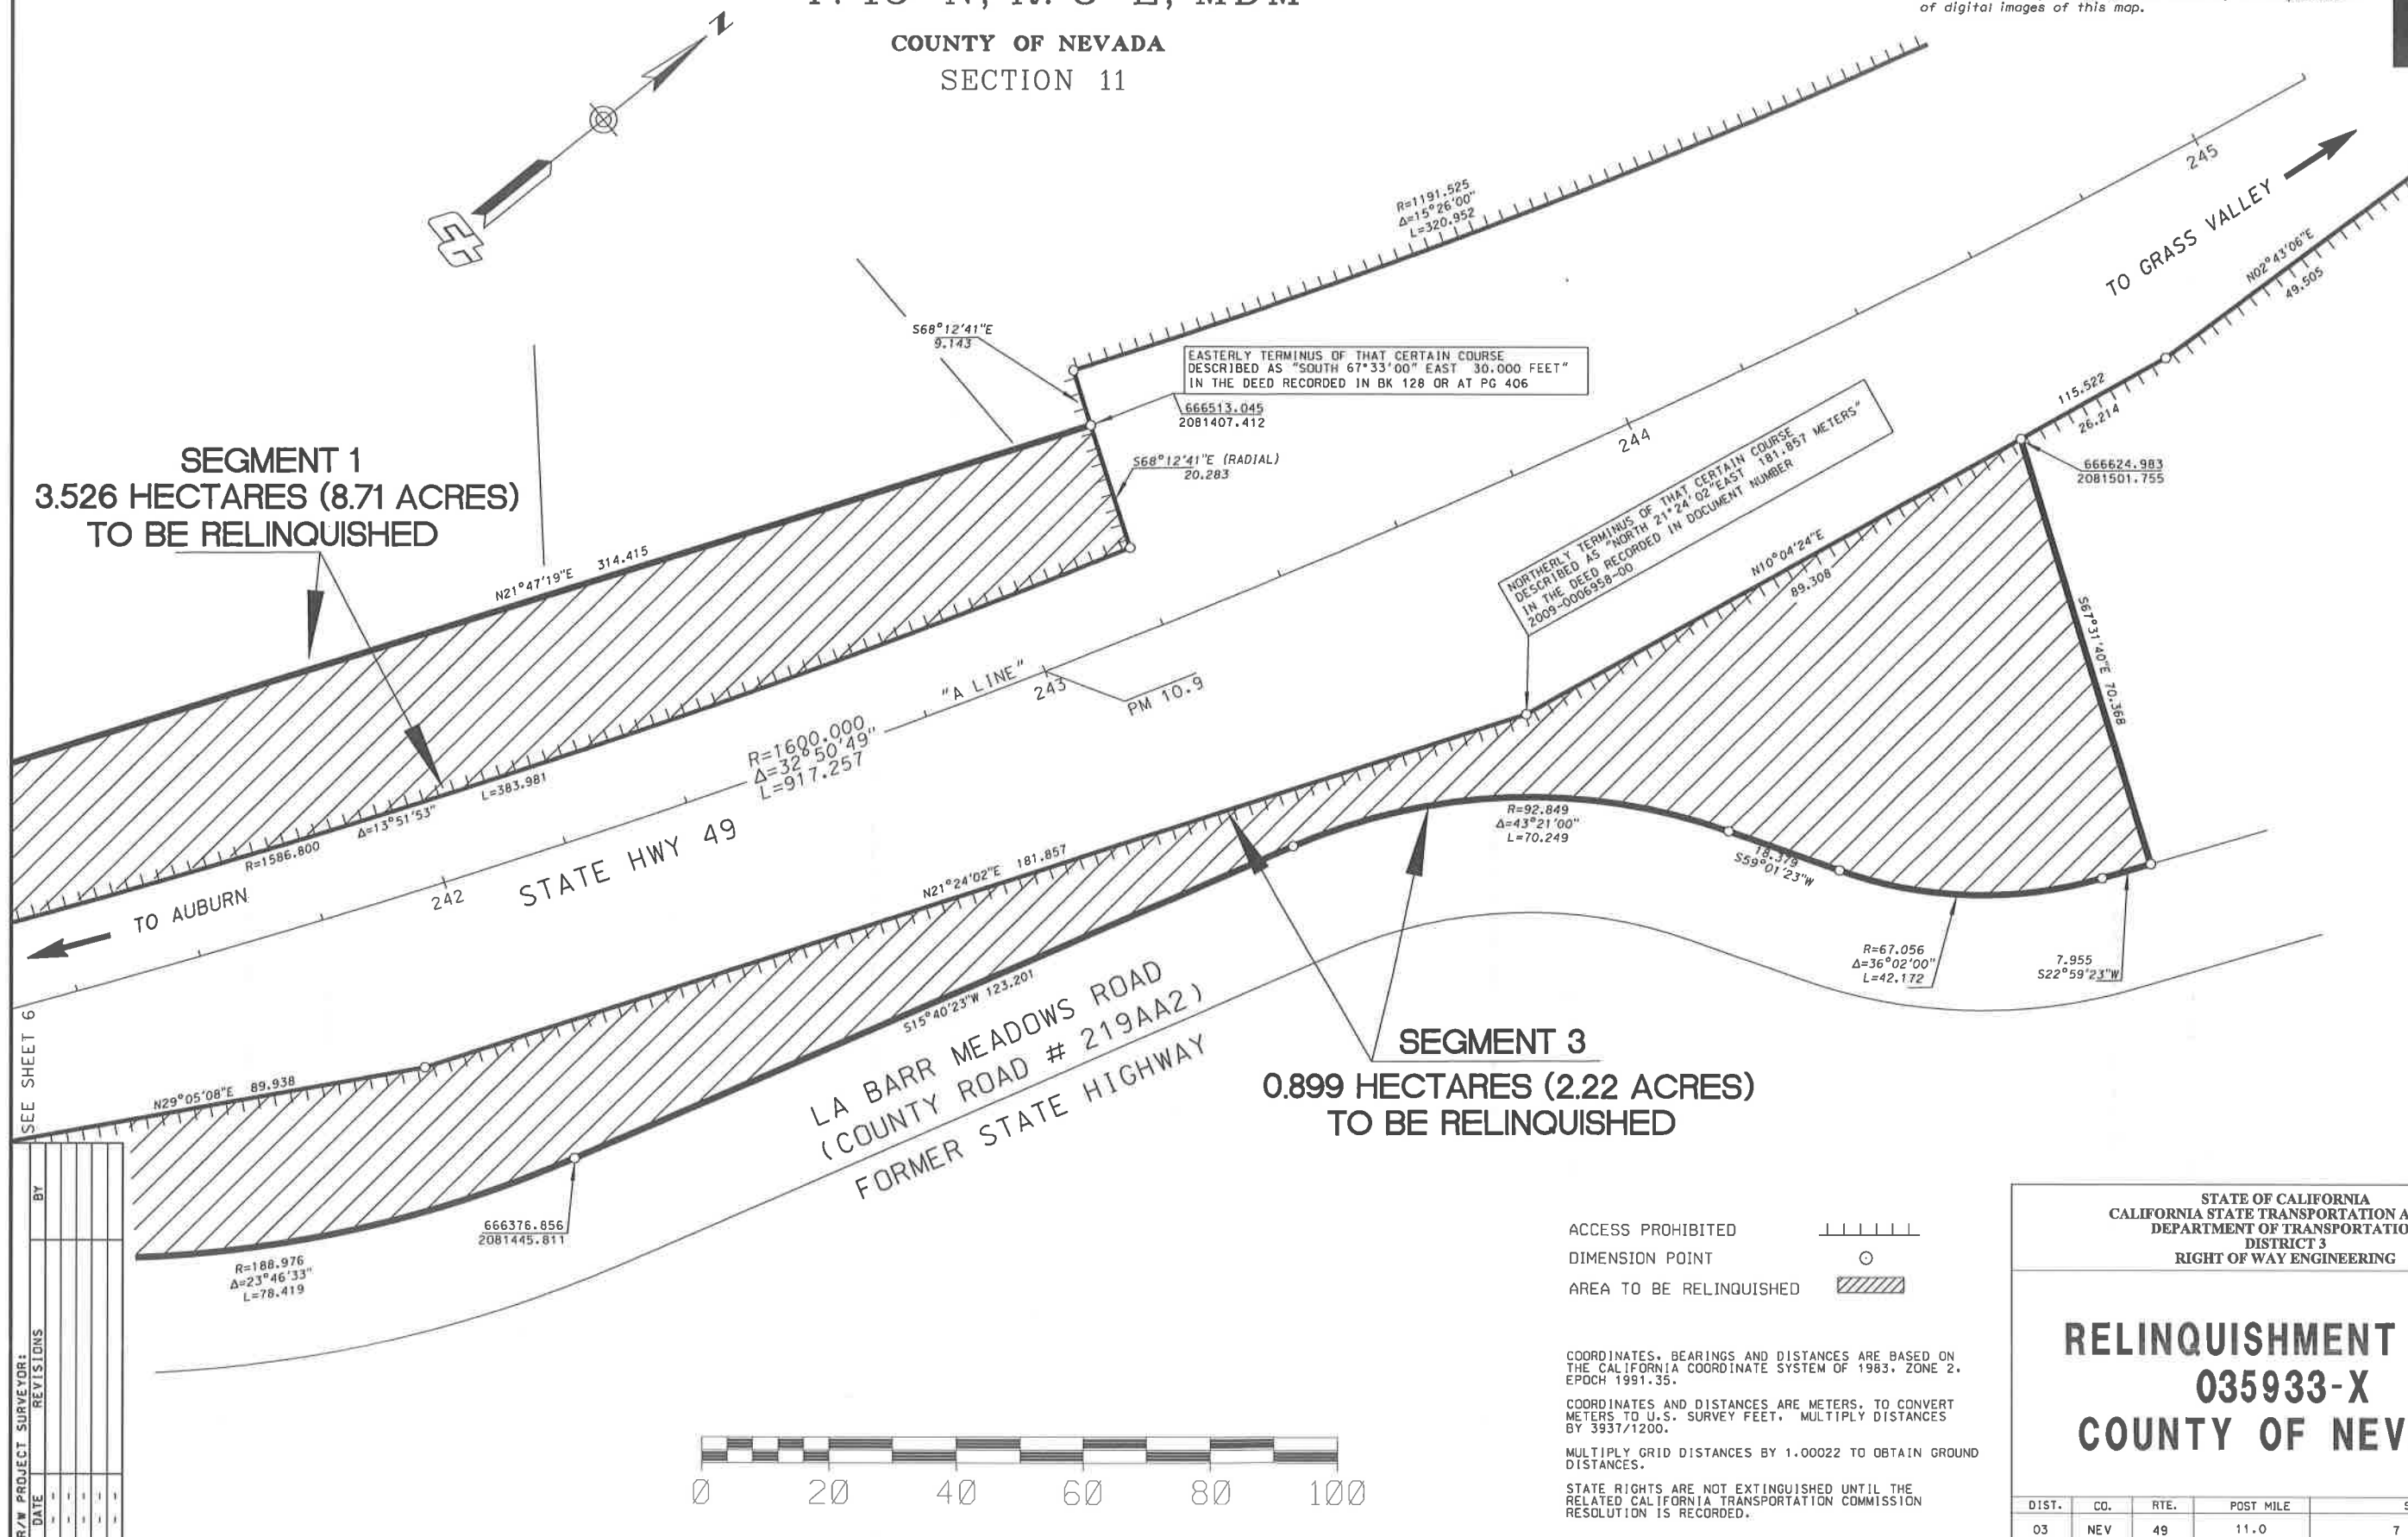 of digital images of this map.
COUNTY OF NEVADA
SECTION 11
Z
R=1191.525
Δ=15°26'00"
L=320.952
245
TO GRASS VALLEY
N02°43'06"E
49.505
S68°12'41"E
9.143
EASTERLY TERMINUS OF THAT CERTAIN COURSE
DESCRIBED AS "SOUTH 67°33'00" EAST 30.000 FEET"
IN THE DEED RECORDED IN BK 128 OR AT PG 406
666513.045
2081407.412
S68°12'41"E (RADIAL)
20.283
244
115.522
26.214
666624.983
2081501.755
SEGMENT 1
3.526 HECTARES (8.71 ACRES)
TO BE RELINQUISHED
NORTHERLY TERMINUS OF THAT CERTAIN COURSE
DESCRIBED AS "NORTH 21°24'02"EAST 181.857 METERS"
IN THE DEED RECORDED IN DOCUMENT NUMBER
2009-0006958-00
N10°04'24"E
89.308
S67°31'40"E 70.368
N21°47'19"E 314.415
"A LINE"
243
PM 10.9
R=1600.000
Δ=32°50'49"
L=917.257
L=383.981
Δ=13°51'53"
R=1586.800
TO AUBURN
242
STATE HWY 49
N21°24'02"E 181.857
R=92.849
Δ=43°21'00"
L=70.249
18.379
S59°01'23"W
R=67.056
Δ=36°02'00"
L=42.172
7.955
S22°59'23"W
S15°40'23"W 123.201
LA BARR MEADOWS ROAD
(COUNTY ROAD # 219AA2)
FORMER STATE HIGHWAY
SEGMENT 3
0.899 HECTARES (2.22 ACRES)
TO BE RELINQUISHED
SEE SHEET 6
N29°05'08"E 89.938
666376.856
2081445.811
R=188.976
Δ=23°46'33"
L=78.419
R/W PROJECT SURVEYOR:
DATE REVISIONS BY
0 20 40 60 80 100
ACCESS PROHIBITED
DIMENSION POINT
AREA TO BE RELINQUISHED
COORDINATES, BEARINGS AND DISTANCES ARE BASED ON
THE CALIFORNIA COORDINATE SYSTEM OF 1983, ZONE 2,
EPOCH 1991.35.
COORDINATES AND DISTANCES ARE METERS. TO CONVERT
METERS TO U.S. SURVEY FEET, MULTIPLY DISTANCES
BY 3937/1200.
MULTIPLY GRID DISTANCES BY 1.00022 TO OBTAIN GROUND
DISTANCES.
STATE RIGHTS ARE NOT EXTINGUISHED UNTIL THE
RELATED CALIFORNIA TRANSPORTATION COMMISSION
RESOLUTION IS RECORDED.
STATE OF CALIFORNIA
CALIFORNIA STATE TRANSPORTATION A
DEPARTMENT OF TRANSPORTATIO
DISTRICT 3
RIGHT OF WAY ENGINEERING
RELINQUISHMENT
035933-X
COUNTY OF NEV
DIST. CO. RTE. POST MILE
03 NEV 49 11.0 7